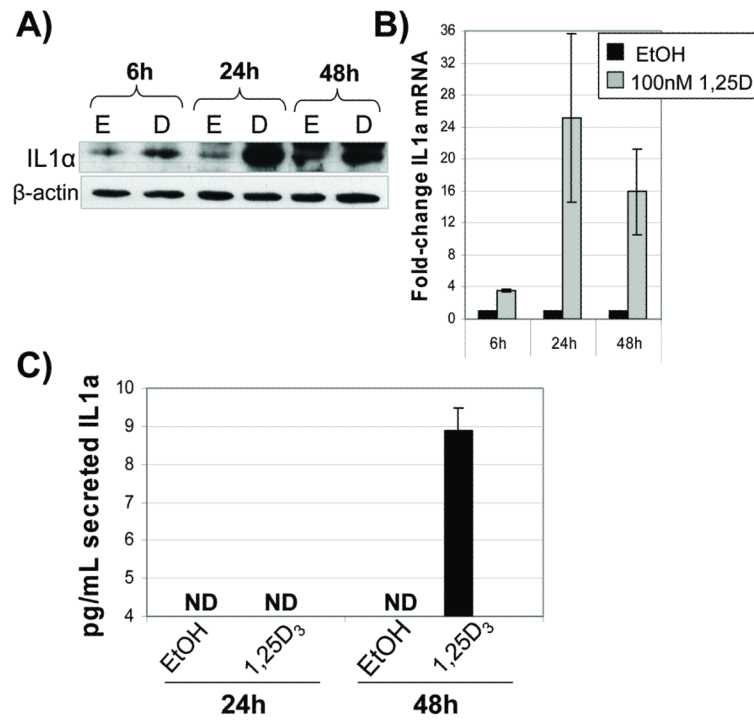 A)
6h
24h
48h
E D E D E D
IL1α
β-actin
B)
Fold-change IL1a mRNA
36
32
28
24
20
16
12
8
4
0
6h 24h 48h
EtOH
100nM 1,25D
C)
pg/mL secreted IL1a
10
9
8
7
6
5
4
ND ND ND
EtOH 1,25D₃ EtOH 1,25D₃
24h 48h